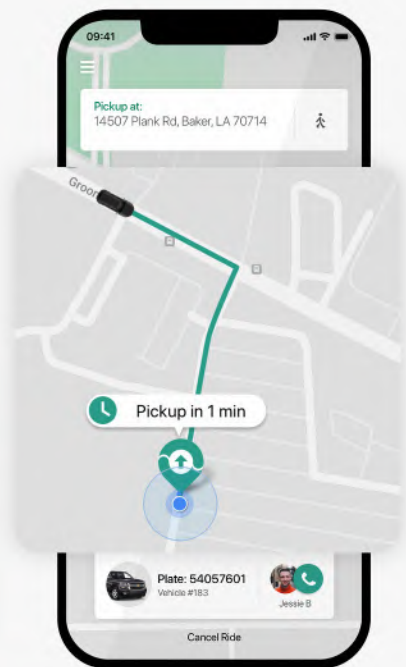 09:41
Pickup at:
14507 Plank Rd, Baker, LA 70714
Groom
Pickup in 1 min
Plate: 54057601
Vehicle #183
Jessie B
Cancel Ride